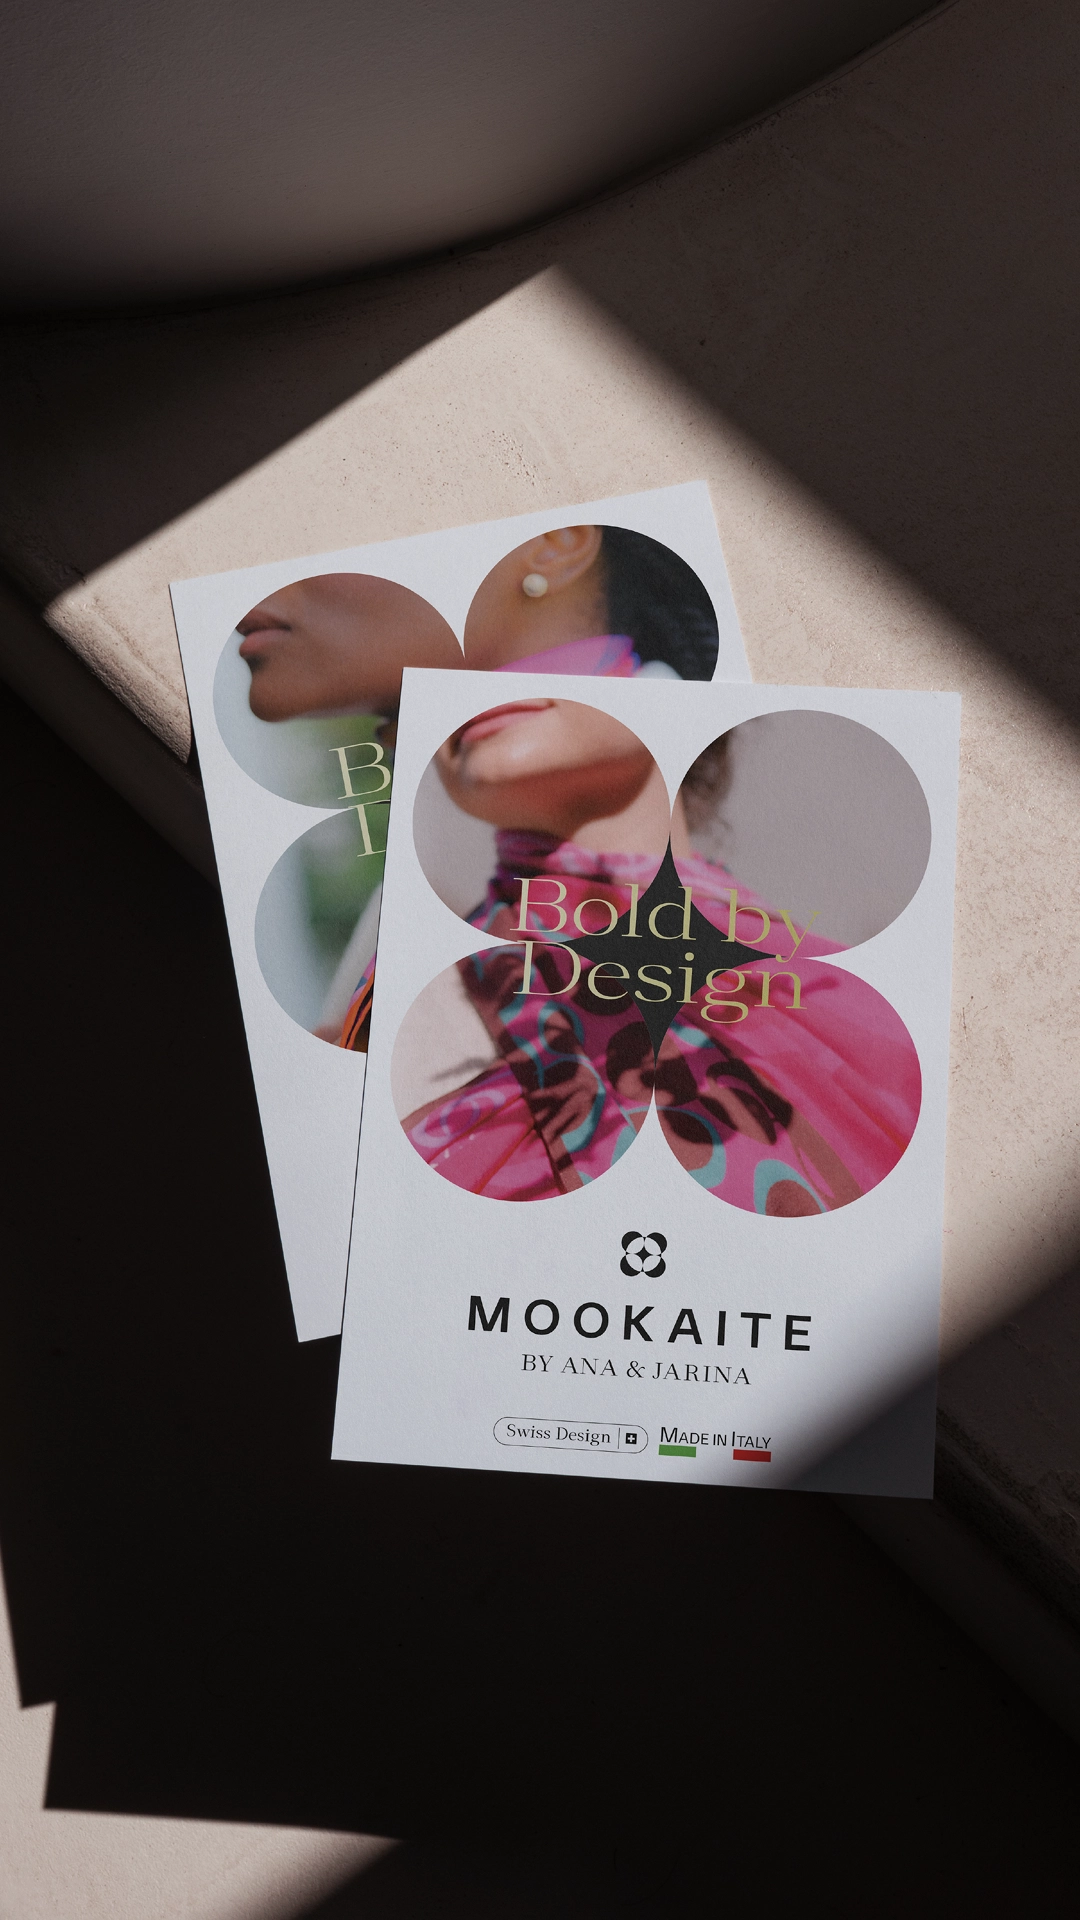 B
D
Bold by
Design
MOOKAITE
BY ANA & JARINA
Swiss Design
MADE IN ITALY